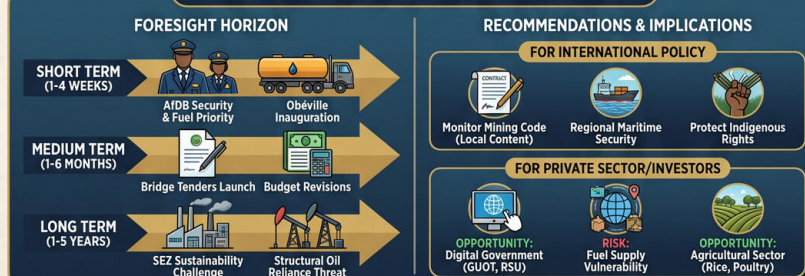 FORESIGHT HORIZON
SHORT TERM
(1-4 WEEKS)
AfDB Security
& Fuel Priority
Obéville
Inauguration
MEDIUM TERM
(1-6 MONTHS)
Bridge Tenders Launch
Budget Revisions
LONG TERM
(1-5 YEARS)
SEZ Sustainability
Challenge
Structural Oil
Reliance Threat
RECOMMENDATIONS & IMPLICATIONS
FOR INTERNATIONAL POLICY
CONTRACT
Monitor Mining Code
(Local Content)
Regional Maritime
Security
Protect Indigenous
Rights
FOR PRIVATE SECTOR/INVESTORS
OPPORTUNITY:
Digital Government
(GUOT, RSU)
RISK:
Fuel Supply
Vulnerability
OPPORTUNITY:
Agricultural Sector
(Rice, Poultry)